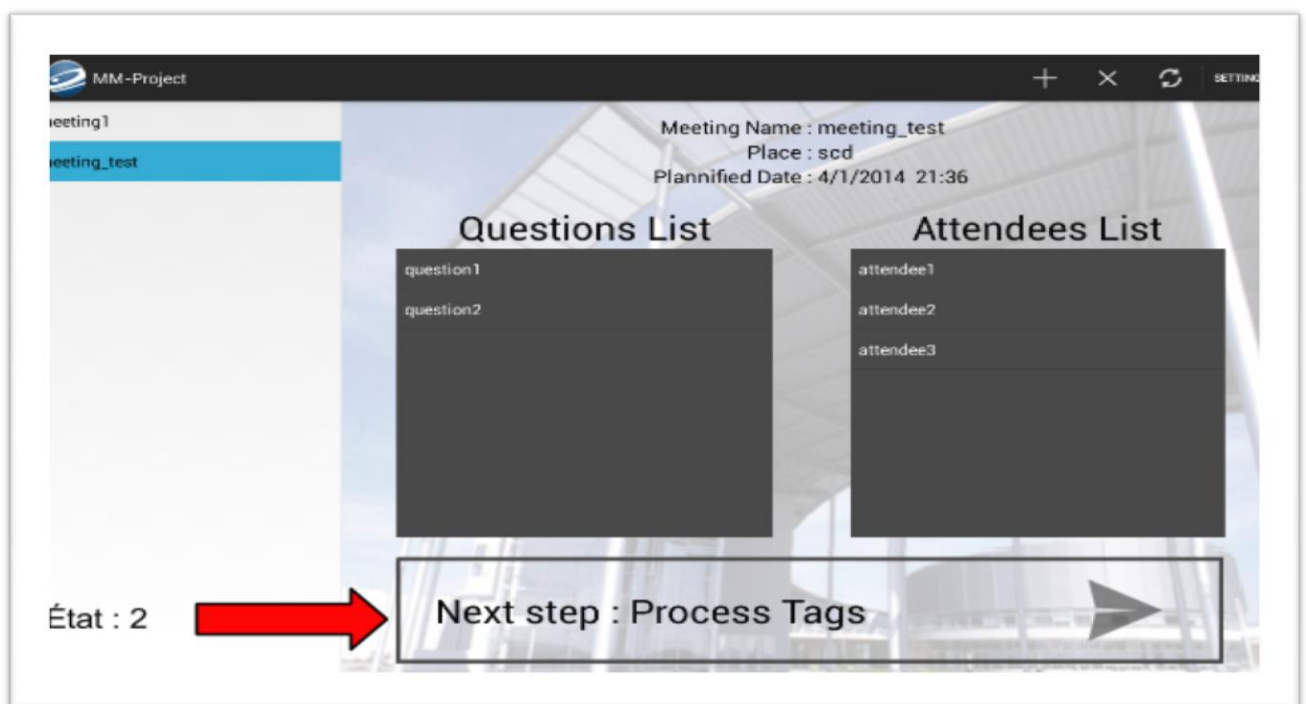 MM-Project
SETTING
eeting1
eeting_test
Meeting Name : meeting_test
Place : scd
Plannified Date : 4/1/2014 21:36
Questions List
question1
question2
Attendees List
attendee1
attendee2
attendee3
État : 2
Next step : Process Tags